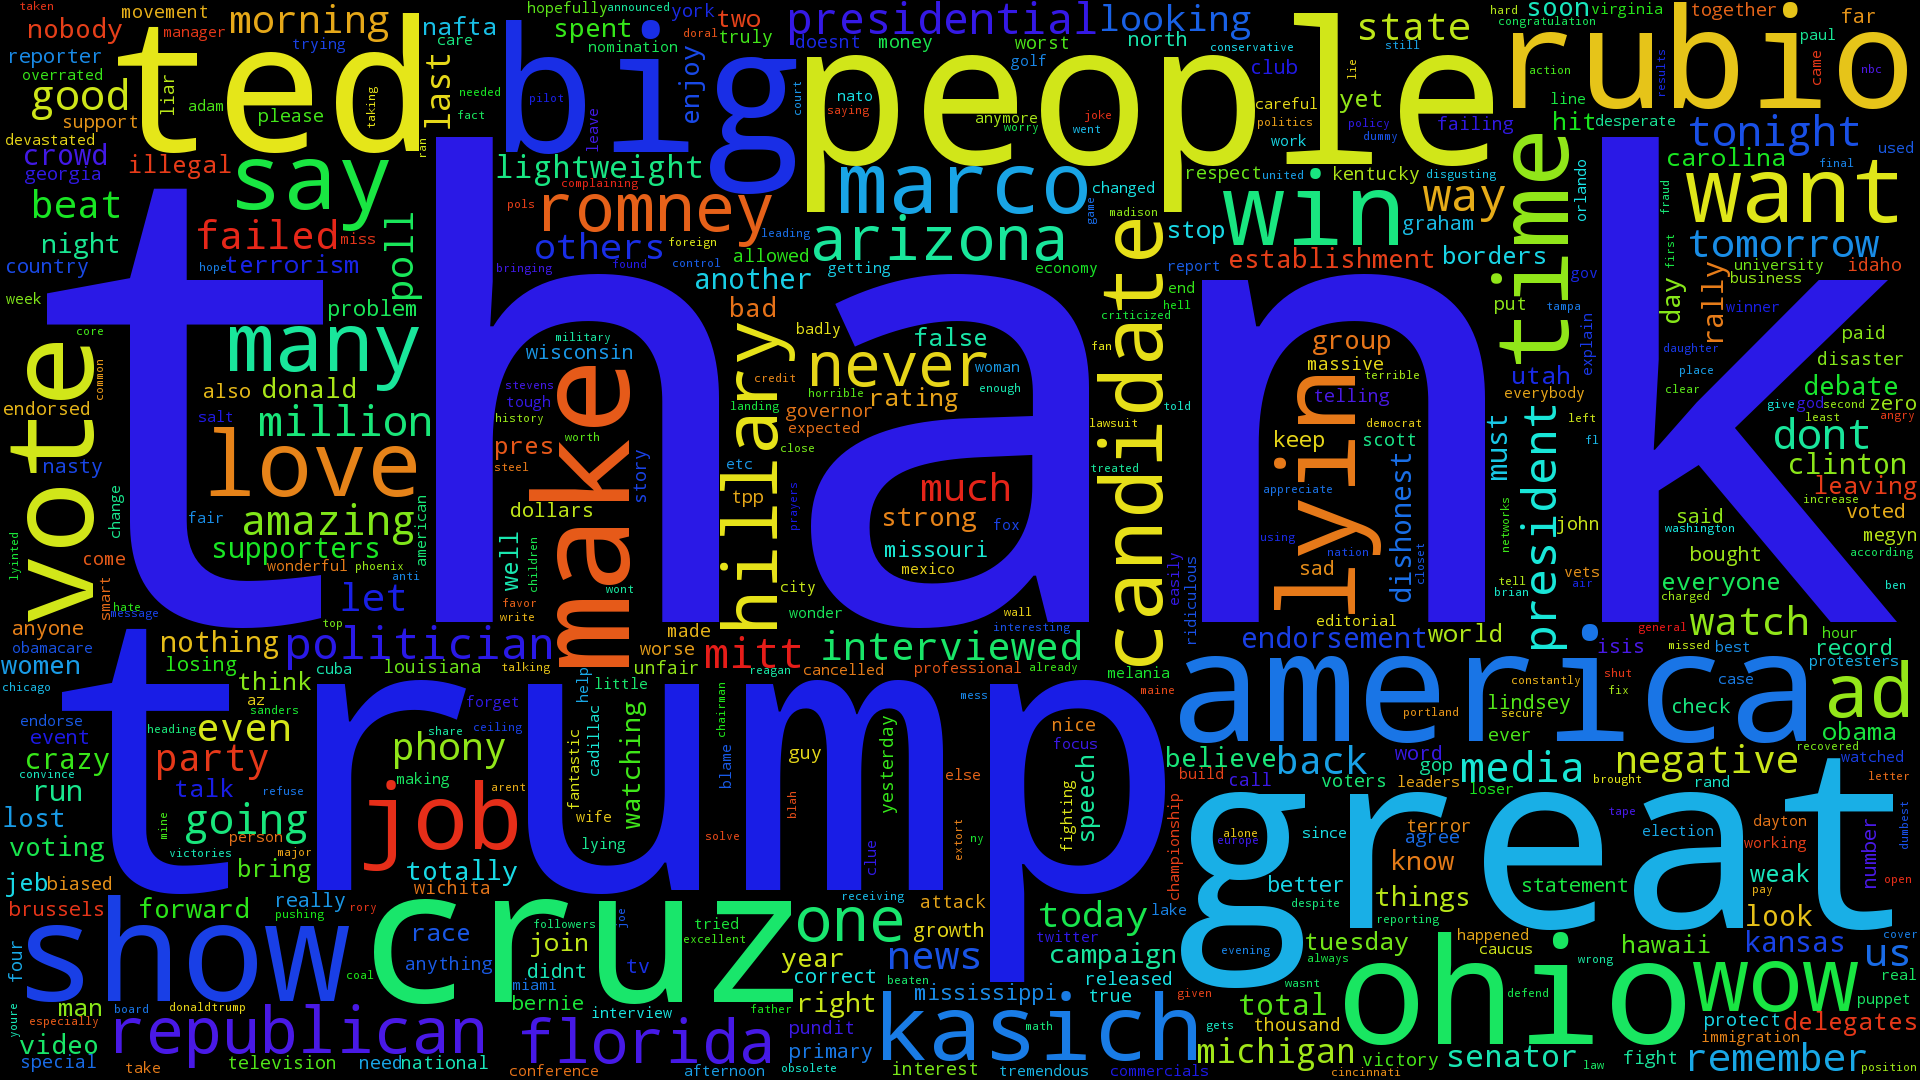 thank
trump
great
people
big
ted
rubio
cruz
ohio
america
show
make
candidate
vote
hillary
lyin
kasich
republican
florida
job
love
many
say
win
want
time
marco
romney
arizona
wow
ad
one
never
president
presidential
politician
interviewed
mitt
million
amazing
failed
beat
good
morning
nobody
reporter
overrated
support
devastated
crowd
georgia
illegal
night
country
week
movement
manager
trying
taken
adam
liar
please
taking
last
nafta
care
needed
fact
ran
hopefully
announced
spent
nomination
york
two
truly
doral
enjoy
pilot
leave
court
doesnt
money
worst
golf
north
looking
conservative
club
state
still
hard
soon
congratulation
virginia
together
far
paul
came
nbc
results
action
line
hit
desperate
tonight
nato
saying
anymore
worry
joke
went
lie
careful
politics
work
yet
policy
dummy
failing
lightweight
complaining
pols
others
foreign
control
leading
found
bringing
another
allowed
getting
economy
changed
madison
game
respect
united
kentucky
disgusting
way
graham
stop
establishment
borders
report
end
hell
criticized
orlando
carolina
used
final
fraud
first
tomorrow
university
business
idaho
rally
day
winner
gov
tampa
put
explain
paid
disaster
debate
zero
angry
god
second
give
least
daughter
place
clear
everybody
utah
left
fl
dont
clinton
leaving
increase
voted
megyn
according
ben
washington
said
bought
everyone
charged
watch
john
vets
air
tell
brian
networks
must
miss
hope
terrorism
poll
problem
core
common
also
donald
salt
endorsed
nasty
change
fair
supporters
wonderful
phoenix
american
anti
let
top
come
smart
hate
message
lyinted
anyone
obamacare
women
chicago
nothing
losing
think
cuba
louisiana
az
sanders
military
wisconsin
stevens
tough
history
worth
pres
steel
dollars
story
well
children
favor
write
wont
bad
badly
false
woman
credit
horrible
enough
rating
landing
governor
expected
close
etc
tpp
prayers
much
strong
fox
missouri
mexico
city
wonder
wall
interesting
fan
told
lawsuit
treated
easily
ridiculous
group
massive
terrible
telling
democrat
keep
scott
appreciate
using
nation
sad
closet
dishonest
editorial
endorsement
world
isis
general
missed
best
hour
record
protesters
made
worse
unfair
talking
reagan
cancelled
professional
already
melania
maine
constantly
shut
fix
case
lindsey
check
portland
secure
ever
obama
recovered
endorse
event
crazy
convince
run
lost
voting
jeb
biased
brussels
heading
even
party
talk
refuse
going
mine
person
victories
major
bring
phony
share
making
forget
ceiling
arent
help
little
cadillac
fantastic
watching
wife
lying
totally
wichita
chairman
blame
solve
guy
blah
yesterday
clue
mess
else
extort
ny
nice
focus
speech
fighting
believe
back
build
call
voters
word
gop
leaders
media
loser
brought
negative
rand
watched
letter
championship
alone
europe
since
terror
agree
know
tape
election
dayton
working
number
dumbest
better
despite
things
reporting
statement
weak
pay
open
look
forward
really
pushing
rory
race
anything
coal
followers
join
didnt
joe
miami
bernie
interview
tv
tried
excellent
year
correct
right
father
receiving
attack
growth
news
beaten
today
twitter
campaign
released
true
lake
given
evening
tuesday
always
wasnt
total
thousand
gets
happened
caucus
wrong
hawaii
kansas
us
cover
real
puppet
defend
protect
delegates
immigration
four
man
youre
especially
board
donaldtrump
video
special
take
television
need
national
conference
afternoon
pundit
primary
obsolete
mississippi
math
interest
tremendous
commercials
michigan
cincinnati
victory
senator
law
fight
remember
position